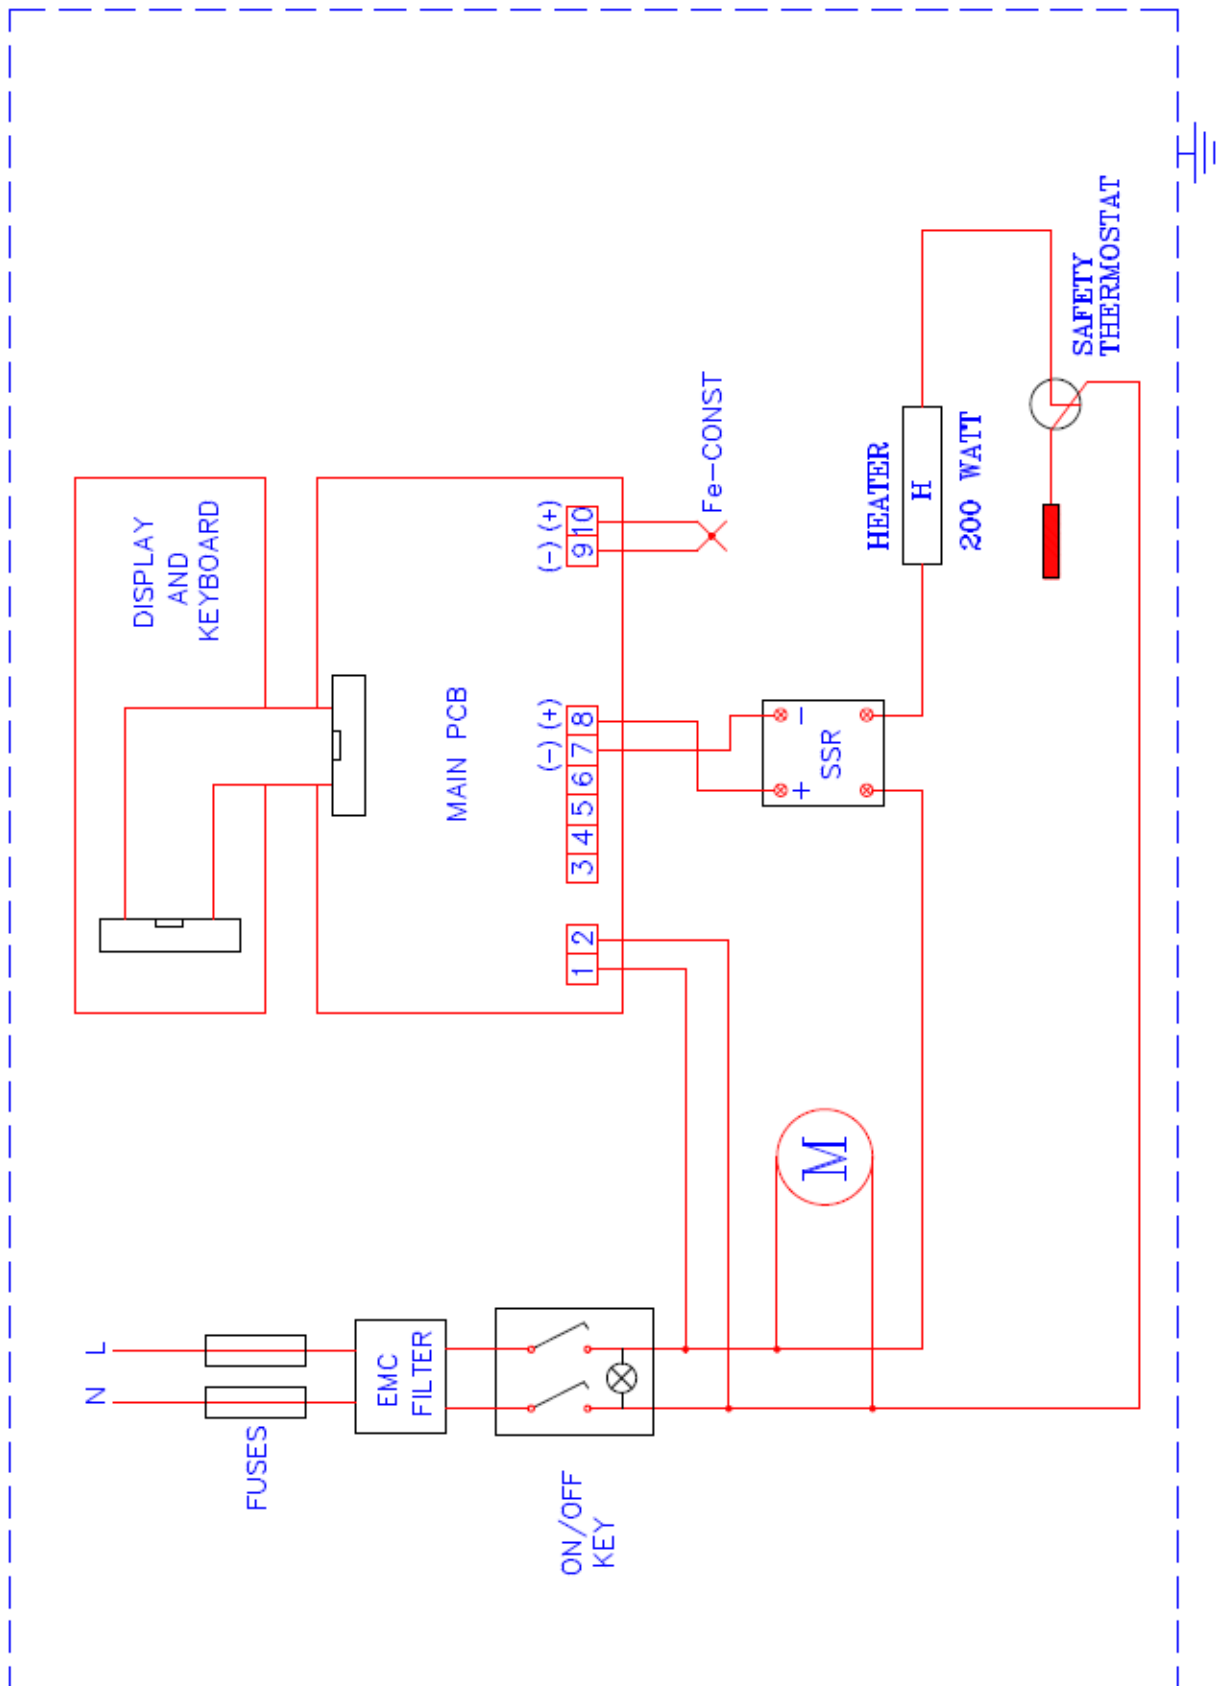 DISPLAY
AND
KEYBOARD
MAIN PCB
(-) (+)
(-) (+)
1 2
3 4 5 6 7 8
9 10
Fe-CONST
SSR
+ -
HEATER
H
200 WATT
SAFETY
THERMOSTAT
M
L
N
FUSES
EMC
FILTER
ON/OFF
KEY